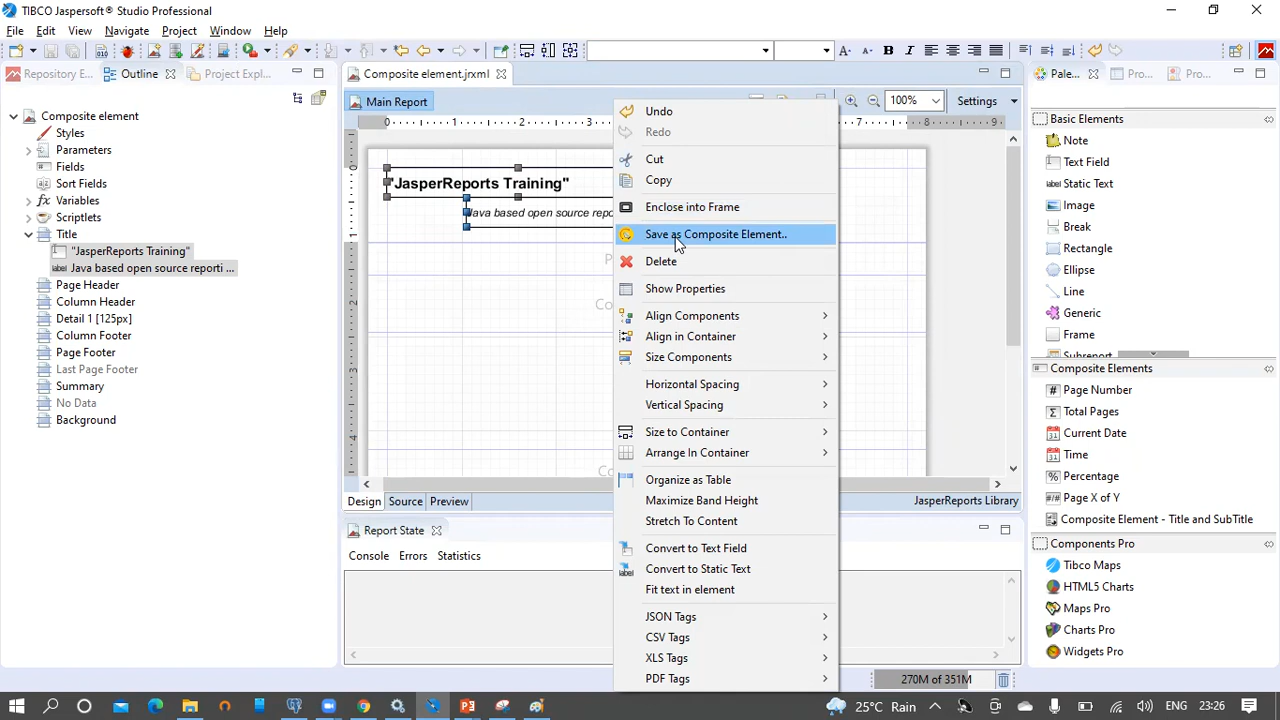 TIBCO Jaspersoft® Studio Professional
File Edit View Navigate Project Window Help
Repository E... Outline Project Expl...
Composite element
Styles
Parameters
Fields
Sort Fields
Variables
Scriptlets
Title
"JasperReports Training"
Java based open source reporti ...
Page Header
Column Header
Detail 1 [125px]
Column Footer
Page Footer
Last Page Footer
Summary
No Data
Background
Composite element.jrxml
Main Report
100%
Settings
"JasperReports Training"
Java based open source repo
Design Source Preview
JasperReports Library
Report State
Console Errors Statistics
Undo
Redo
Cut
Copy
Enclose into Frame
Save as Composite Element..
Delete
Show Properties
Align Components
Align in Container
Size Components
Horizontal Spacing
Vertical Spacing
Size to Container
Arrange In Container
Organize as Table
Maximize Band Height
Stretch To Content
Convert to Text Field
Convert to Static Text
Fit text in element
JSON Tags
CSV Tags
XLS Tags
PDF Tags
Pale... Pro... Pro...
Basic Elements
Note
Text Field
Static Text
Image
Break
Rectangle
Ellipse
Line
Generic
Frame
Subreport
Composite Elements
Page Number
Total Pages
Current Date
Time
Percentage
Page X of Y
Composite Element - Title and SubTitle
Components Pro
Tibco Maps
HTML5 Charts
Maps Pro
Charts Pro
Widgets Pro
270M of 351M
25°C Rain
ENG 23:26